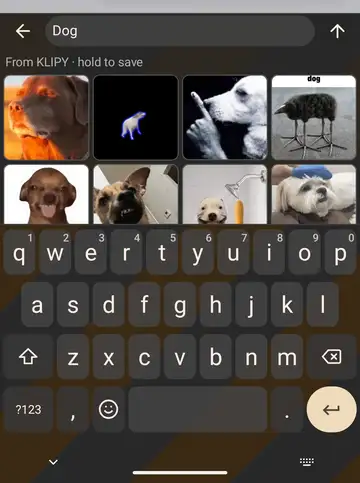 Dog
From KLIPY · hold to save
dog
1 2 3 4 5 6 7 8 9 0
q w e r t y u i o p
a s d f g h j k l
z x c v b n m
?123 , .